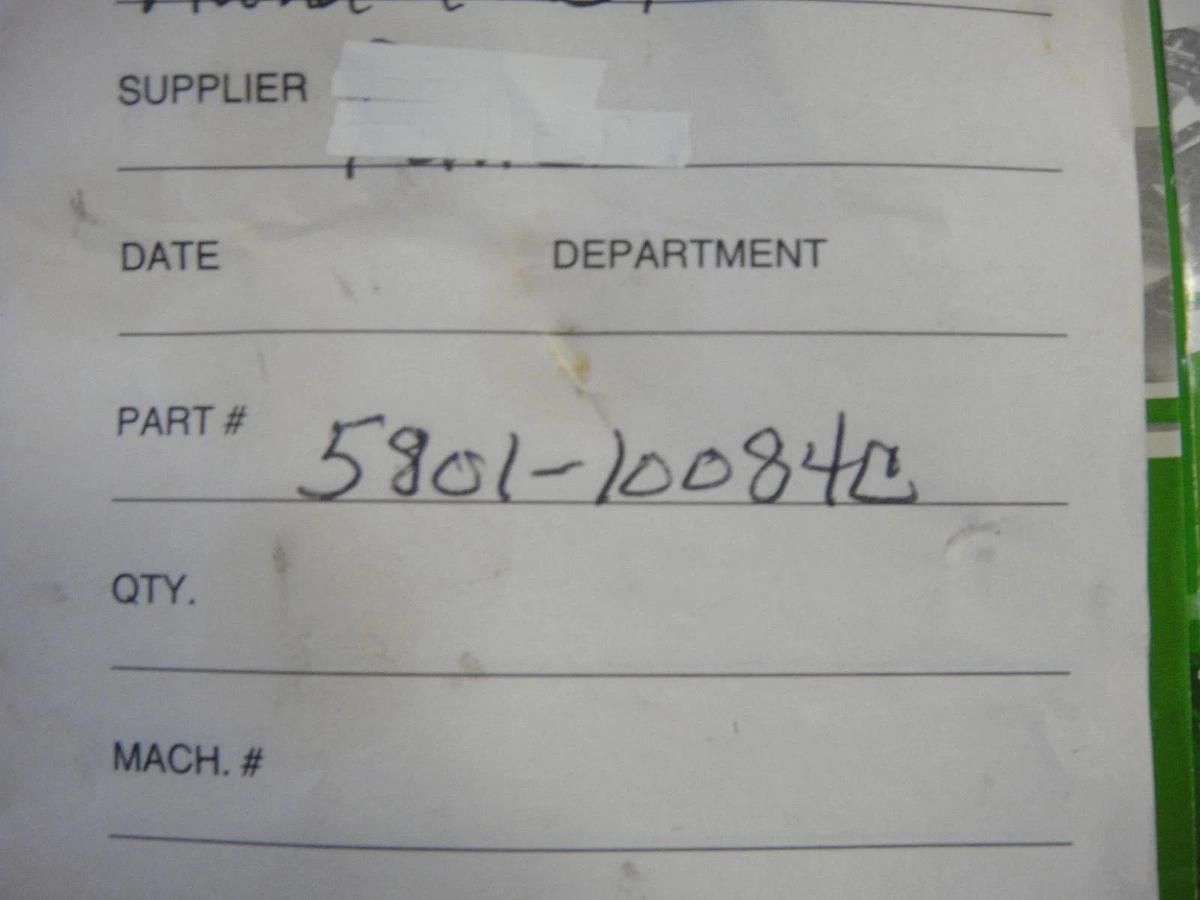 SUPPLIER
DATE DEPARTMENT
PART # 5801-10084C
QTY.
MACH. #